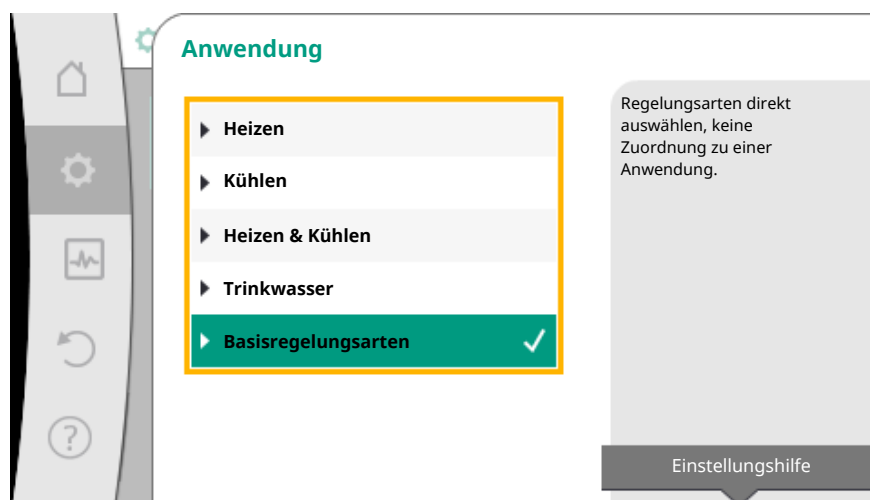 Anwendung
Heizen
Kühlen
Heizen & Kühlen
Trinkwasser
Basisregelungsarten
Regelungsarten direkt
auswählen, keine
Zuordnung zu einer
Anwendung.
Einstellungshilfe
?